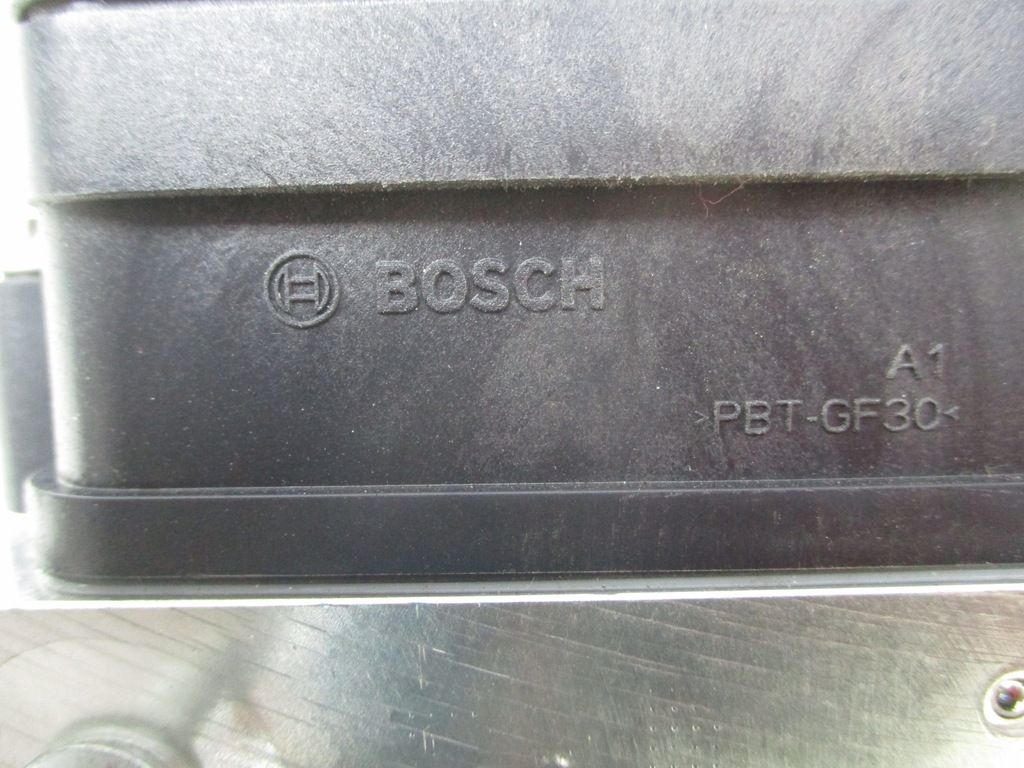 BOSCH
A1
>PBT-GF30<